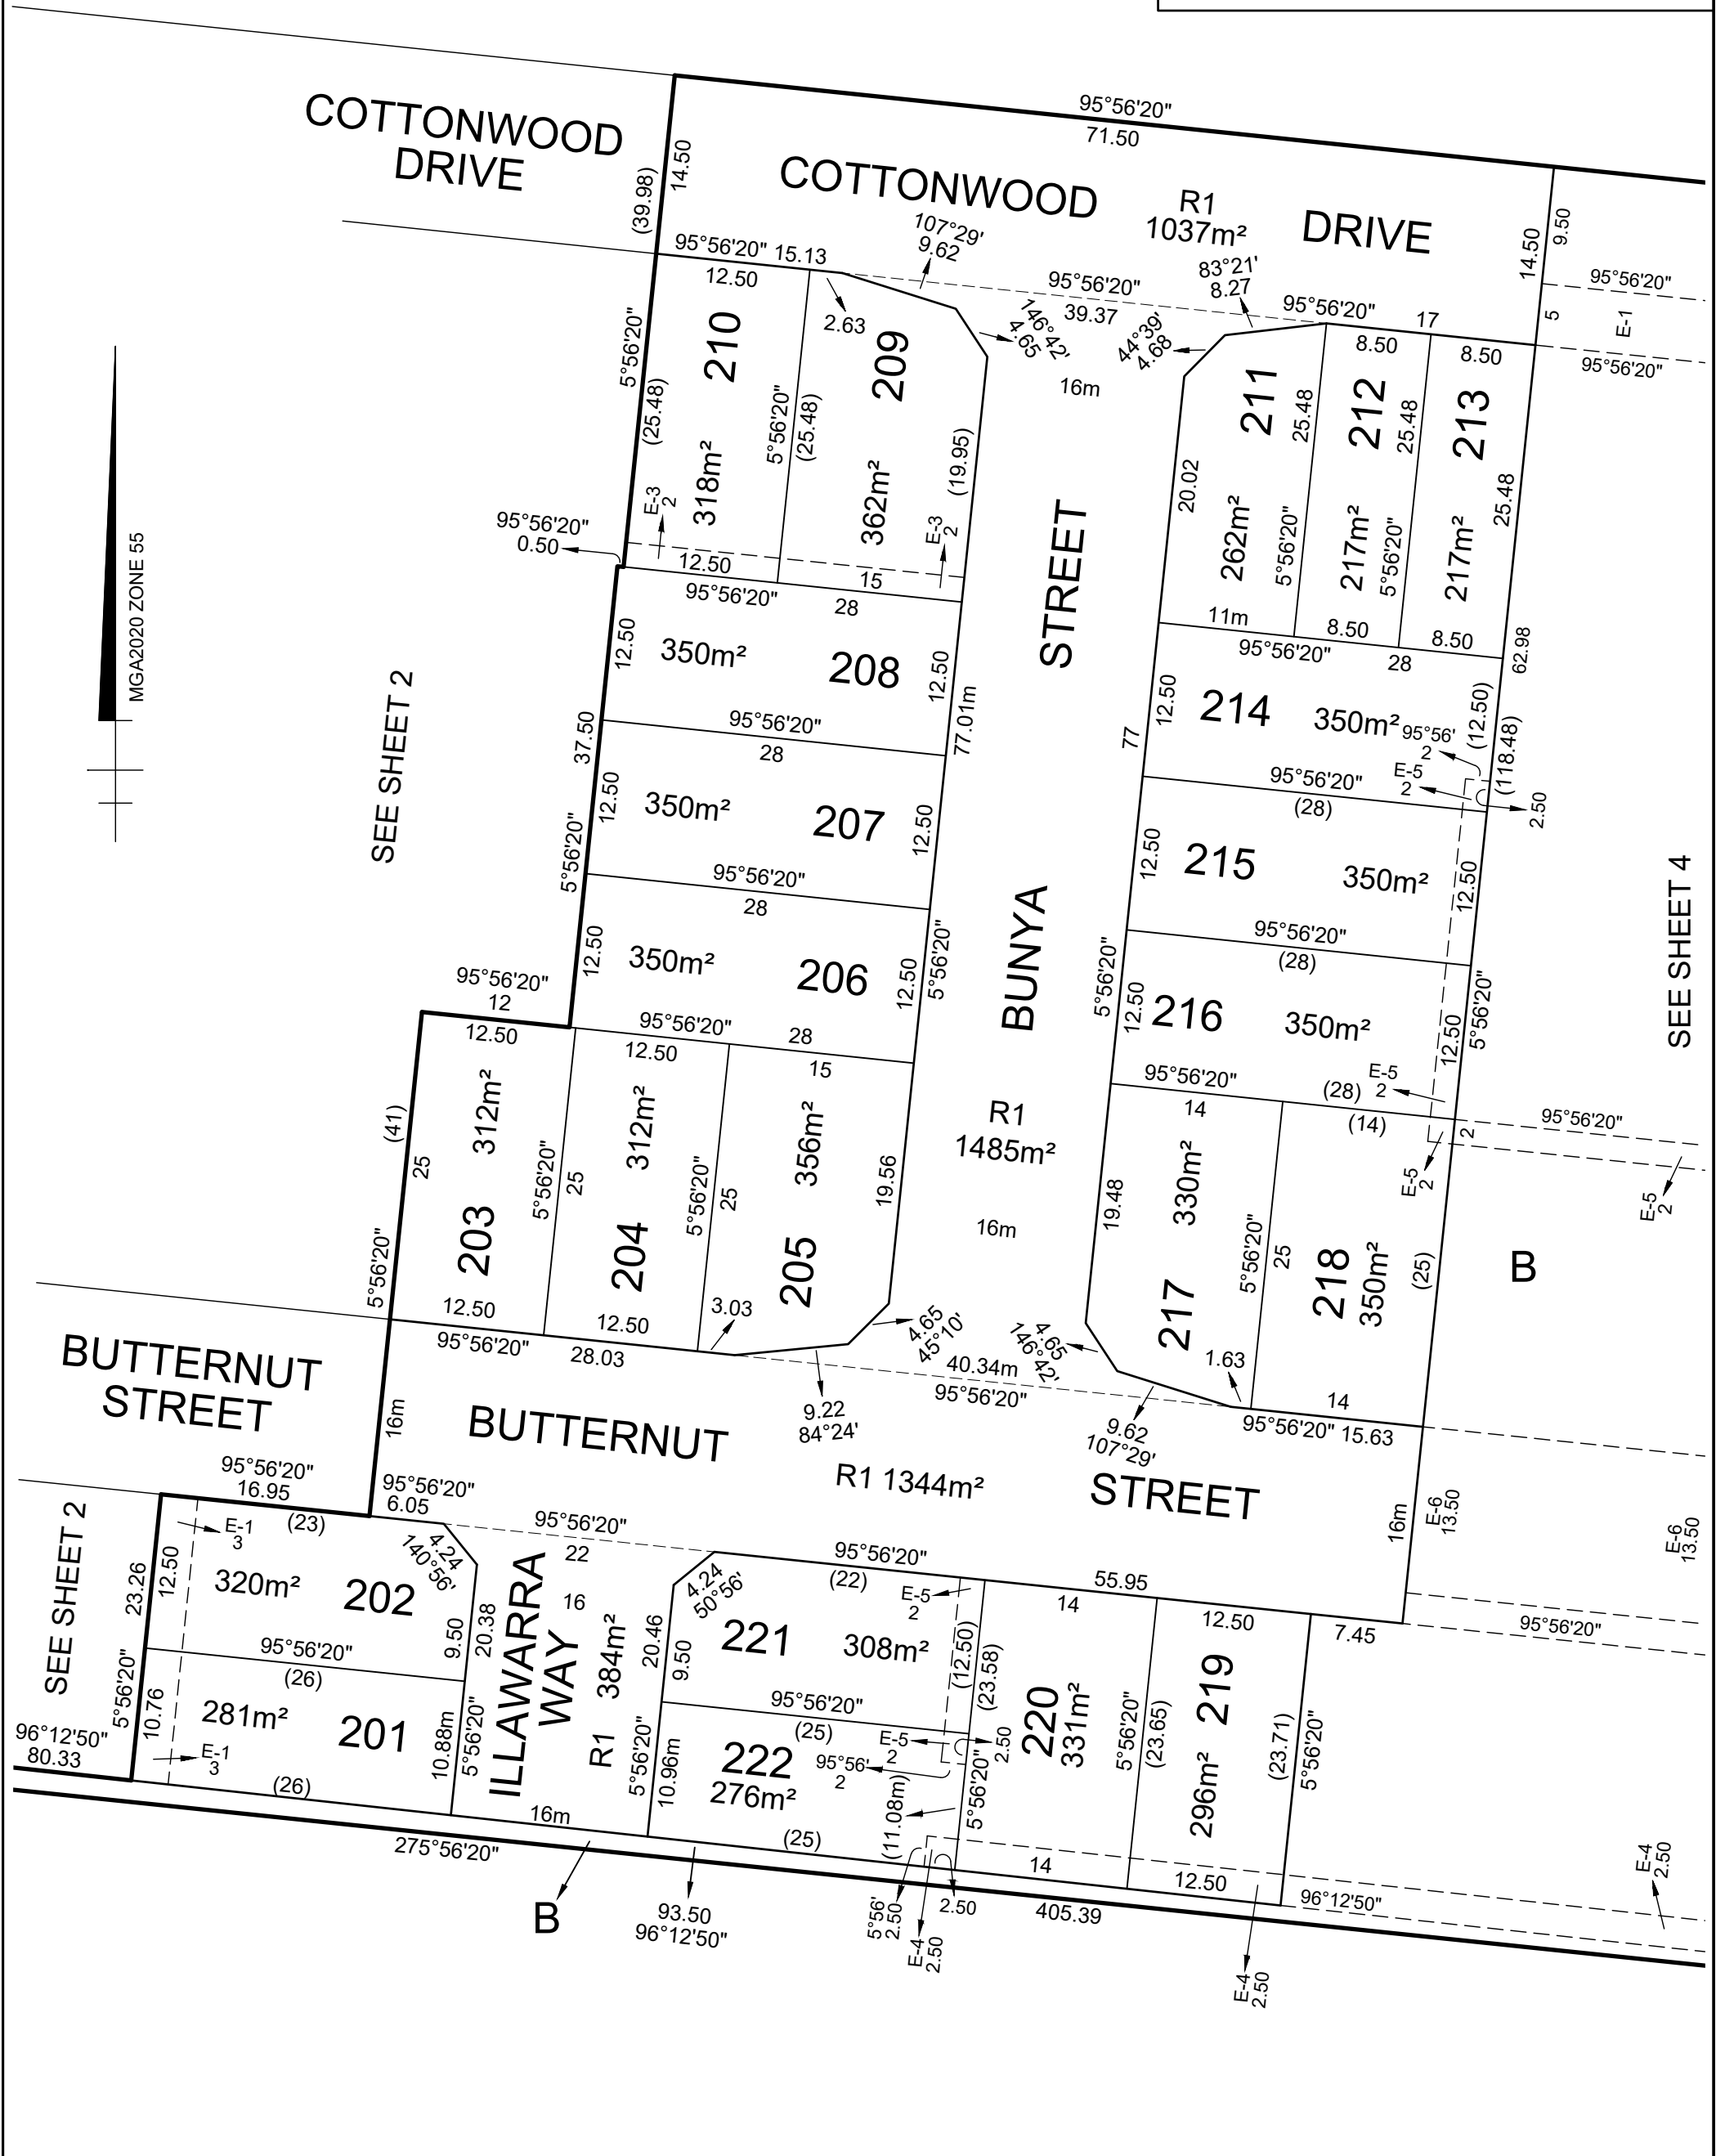 95°56'20"
71.50
COTTONWOOD
DRIVE
(39.98)
14.50
COTTONWOOD
R1
1037m²
DRIVE
14.50
9.50
107°29'
9.62
95°56'20" 15.13
12.50
2.63
83°21'
8.27
95°56'20"
39.37
95°56'20"
17
95°56'20"
5
E-1
95°56'20"
146°42'
4.65
44°39'
4.68
16m
8.50
8.50
5°56'20"
(25.48)
210
318m²
5°56'20"
(25.48)
209
362m²
(19.95)
E-3
2
E-3
2
20.02
211
262m²
25.48
5°56'20"
212
217m²
25.48
5°56'20"
213
217m²
25.48
62.98
95°56'20"
0.50
12.50
15
95°56'20"
28
MGA2020 ZONE 55
STREET
11m
8.50
8.50
95°56'20"
28
12.50
350m²
208
12.50
77.01m
SEE SHEET 2
37.50
95°56'20"
28
77
12.50
214
350m²
95°56'
2
(12.50)
(118.48)
E-5
2
2.50
95°56'20"
(28)
12.50
350m²
207
12.50
5°56'20"
95°56'20"
28
12.50
215
350m²
12.50
SEE SHEET 4
95°56'20"
(28)
12.50
350m²
206
12.50
5°56'20"
BUNYA
5°56'20"
12.50
216
350m²
12.50
5°56'20"
E-5
2
95°56'20"
12
95°56'20"
28
12.50
12.50
15
R1
1485m²
16m
95°56'20"
(28)
14
(14)
95°56'20"
2
E-5
2
E-5
2
(41)
25
5°56'20"
203
312m²
5°56'20"
25
204
312m²
5°56'20"
25
205
356m²
19.56
19.48
217
330m²
5°56'20"
25
218
350m²
(25)
B
12.50
12.50
3.03
95°56'20"
28.03
4.65
45°10'
4.65
146°42'
40.34m
95°56'20"
1.63
14
9.22
84°24'
9.62
107°29'
95°56'20" 15.63
BUTTERNUT
STREET
16m
BUTTERNUT
R1 1344m²
STREET
16m
E-6
13.50
E-6
13.50
95°56'20"
16.95
95°56'20"
6.05
(23)
95°56'20"
22
95°56'20"
(22)
55.95
14
12.50
7.45
95°56'20"
SEE SHEET 2
23.26
12.50
E-1
3
320m²
202
4.24
140°56'
9.50
20.38
95°56'20"
(26)
ILLAWARRA
WAY
16
R1
384m²
4.24
50°56'
20.46
9.50
221
308m²
E-5
2
(12.50)
(23.58)
95°56'20"
(25)
5°56'20"
10.76
281m²
201
E-1
3
10.88m
5°56'20"
96°12'50"
80.33
(26)
16m
5°56'20"
10.96m
222
276m²
E-5
2
95°56'
2
2.50
(11.08m)
5°56'20"
(25)
220
331m²
5°56'20"
(23.65)
219
296m²
(23.71)
5°56'20"
14
12.50
96°12'50"
E-4
2.50
275°56'20"
B
93.50
96°12'50"
5°56'
2.50
E-4
2.50
2.50
405.39
E-4
2.50